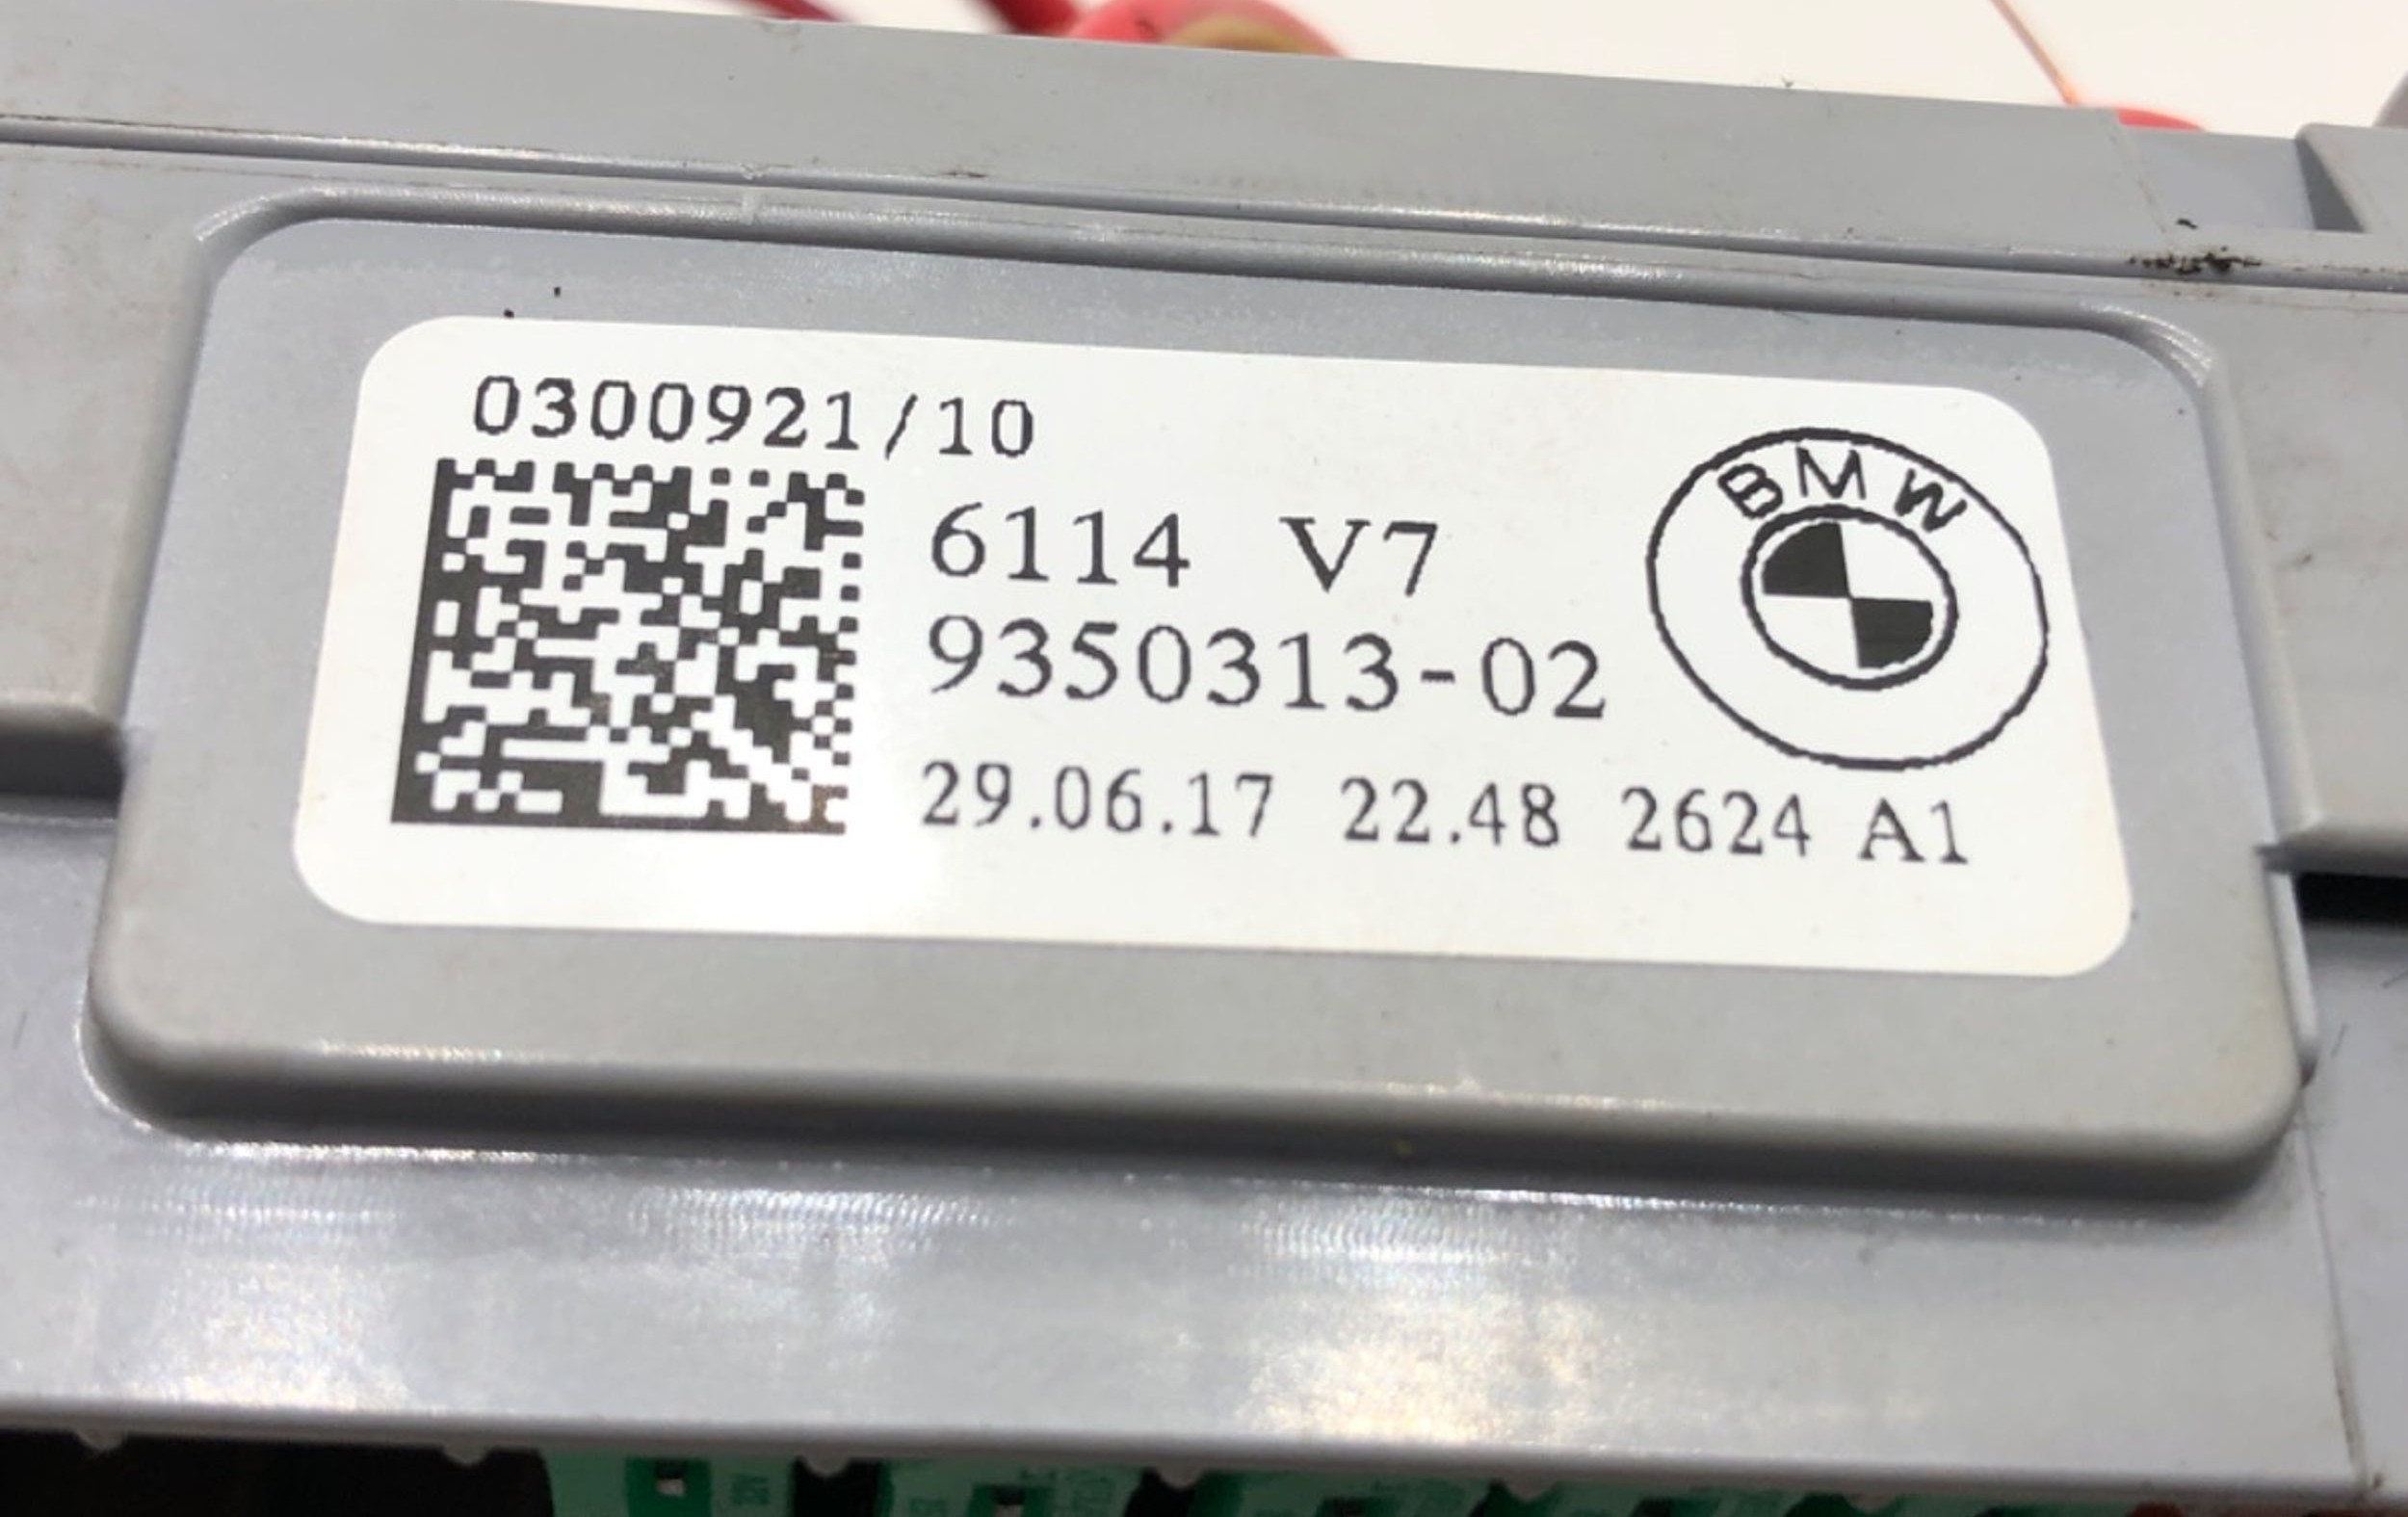 0300921/10
BMW
6114 V7
9350313-02
29.06.17 22.48 2624 A1